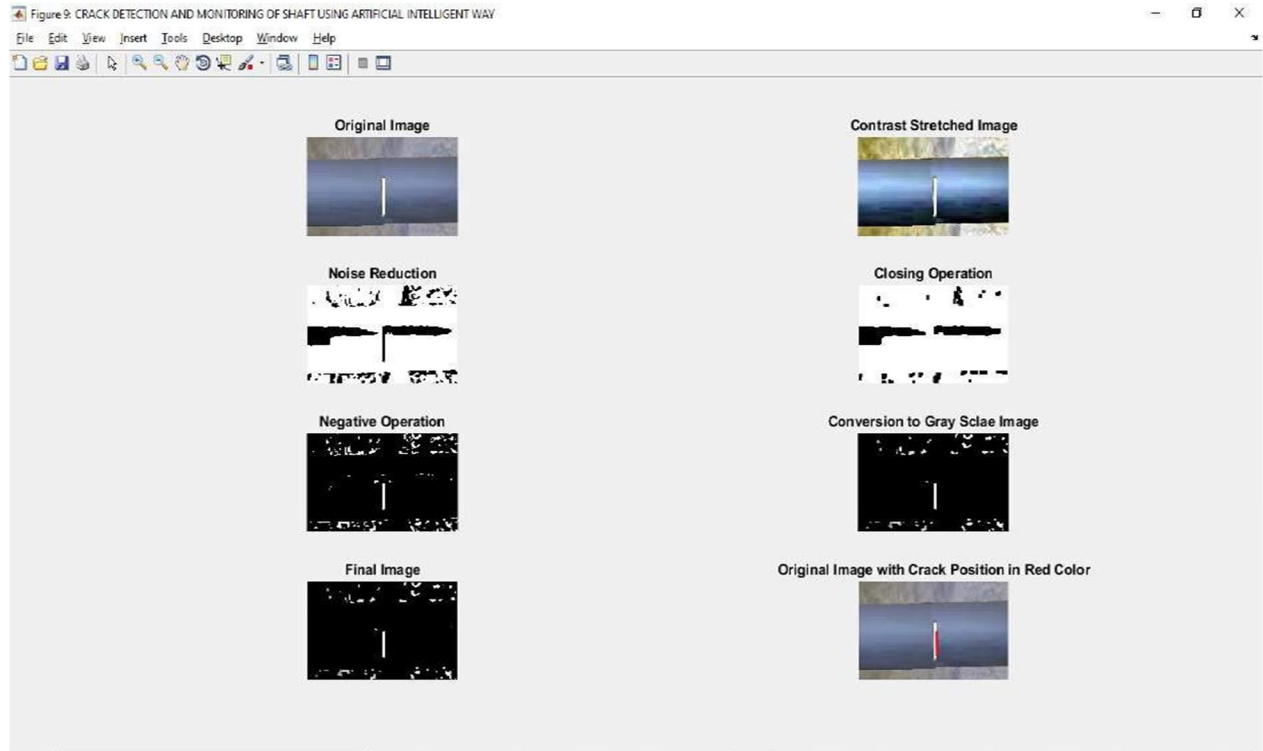 Figure 9: CRACK DETECTION AND MONITORING OF SHAFT USING ARTIFICIAL INTELLIGENT WAY
File Edit View Insert Tools Desktop Window Help
Original Image
Contrast Stretched Image
Noise Reduction
Closing Operation
Negative Operation
Conversion to Gray Sclae Image
Final Image
Original Image with Crack Position in Red Color